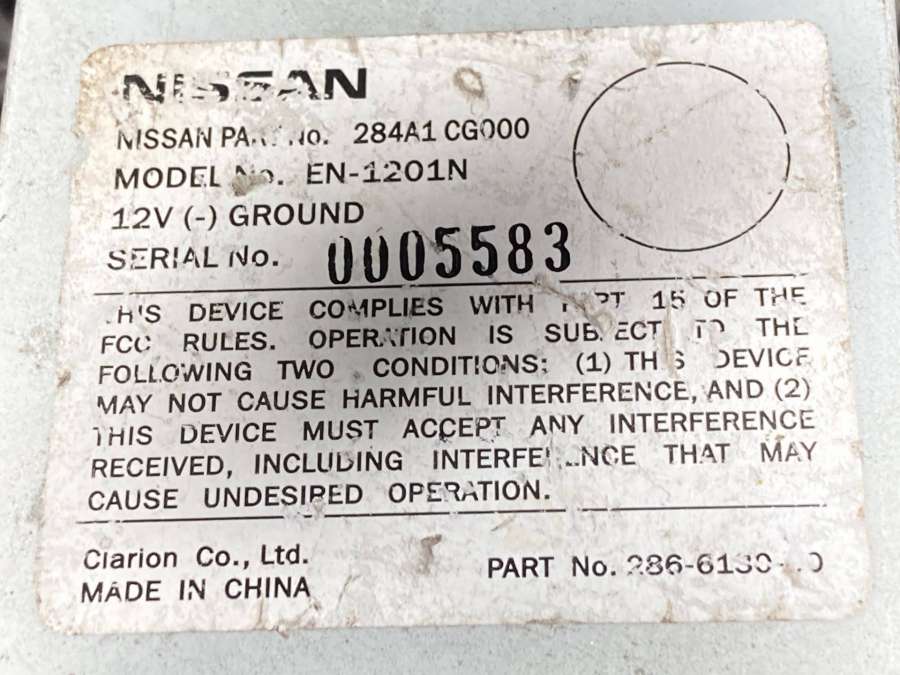 NISSAN
NISSAN PART No. 284A1 CG000
MODEL No. EN-1201N
12V (-) GROUND
SERIAL No. 0005583
THIS DEVICE COMPLIES WITH PART 15 OF THE
FCC RULES. OPERATION IS SUBJECT TO THE
FOLLOWING TWO CONDITIONS; (1) THIS DEVICE
MAY NOT CAUSE HARMFUL INTERFERENCE, AND (2)
THIS DEVICE MUST ACCEPT ANY INTERFERENCE
RECEIVED, INCLUDING INTERFERENCE THAT MAY
CAUSE UNDESIRED OPERATION.
Clarion Co., Ltd.
PART No.
MADE IN CHINA